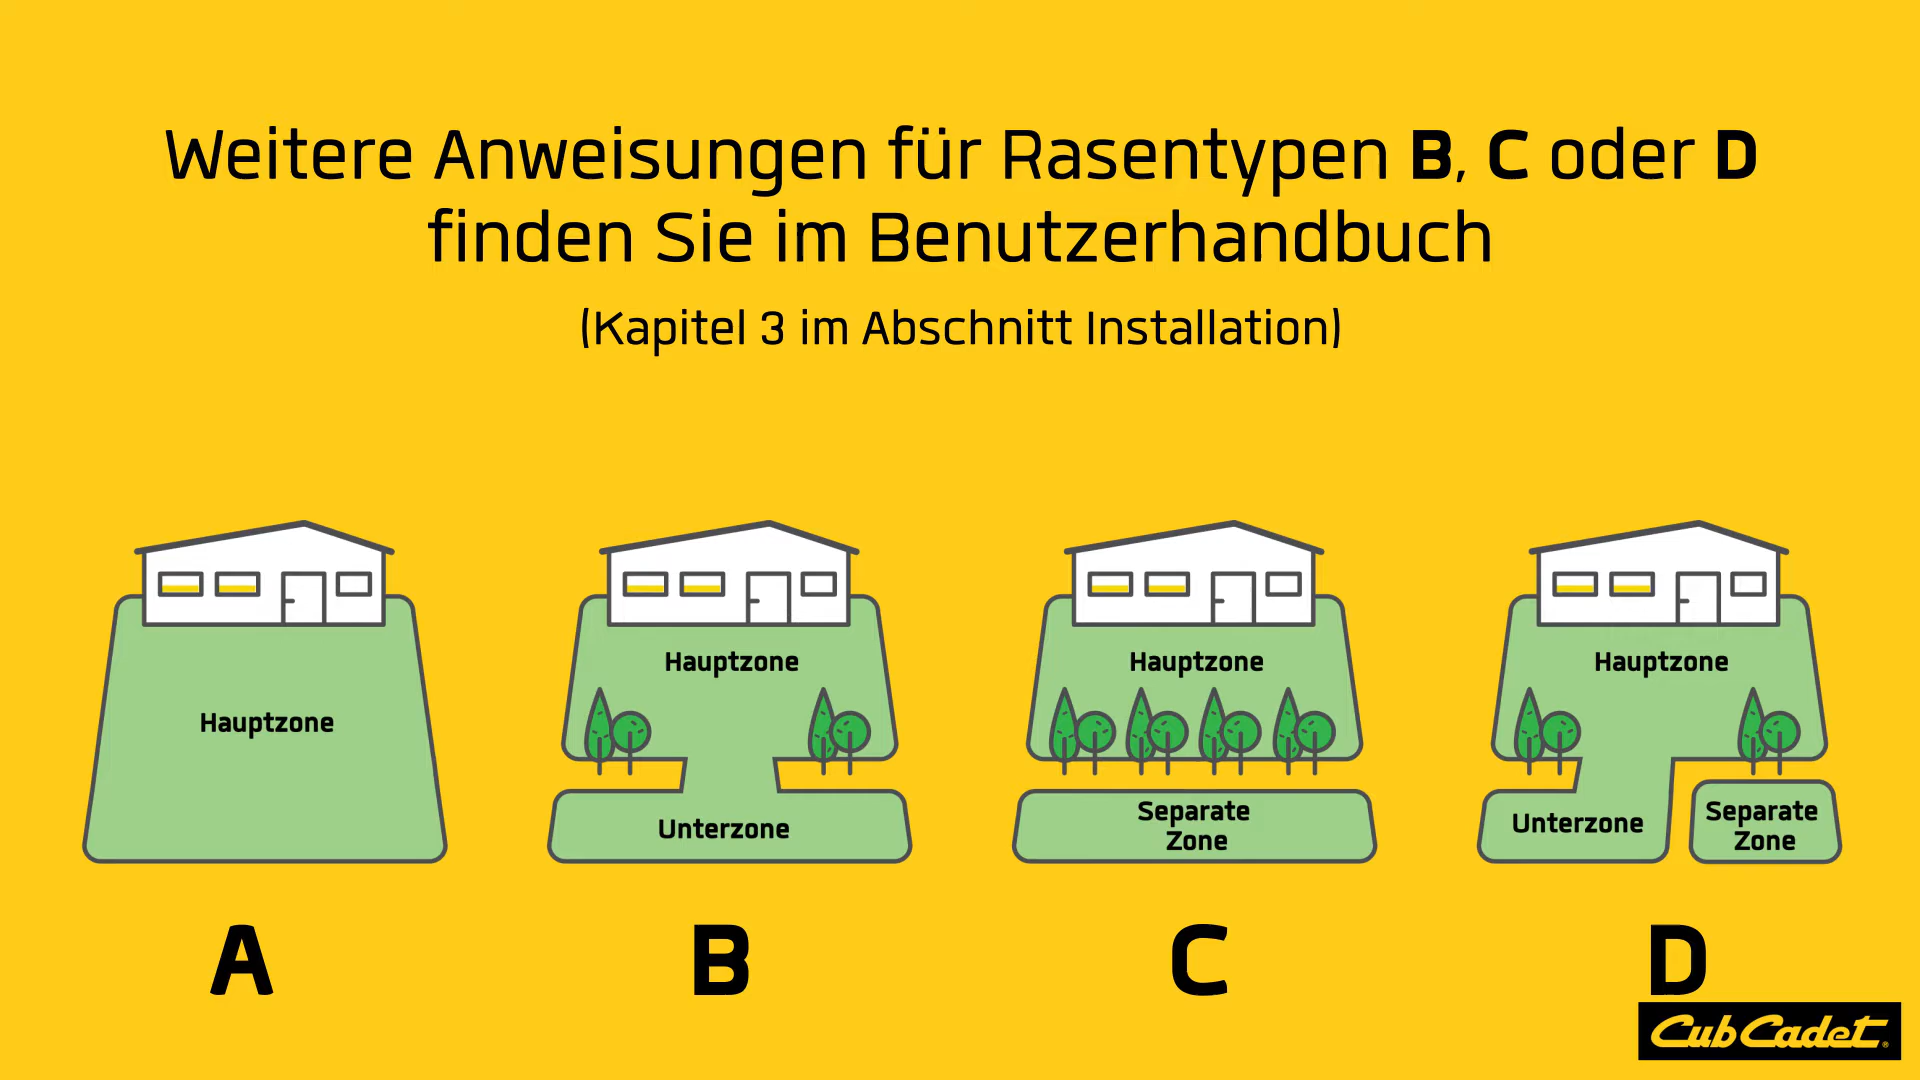 Weitere Anweisungen für Rasentypen B, C oder D
finden Sie im Benutzerhandbuch
(Kapitel 3 im Abschnitt Installation)
Hauptzone
A
Hauptzone
Unterzone
B
Hauptzone
Separate
Zone
C
Hauptzone
Unterzone
Separate
Zone
D
Cub Cadet®